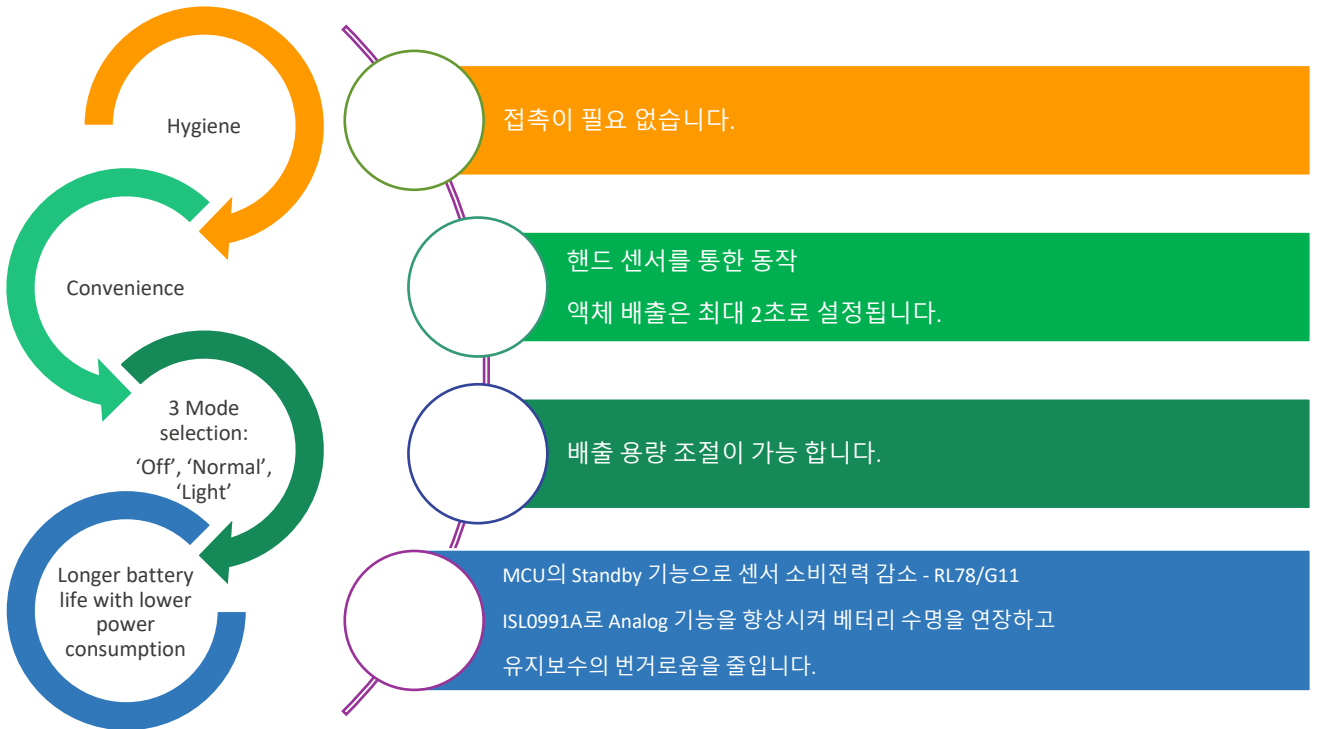 Hygiene
접촉이 필요 없습니다.
Convenience
핸드 센서를 통한 동작
액체 배출은 최대 2초로 설정됩니다.
3 Mode
selection:
‘Off’, ‘Normal’,
‘Light’
배출 용량 조절이 가능 합니다.
Longer battery
life with lower
power
consumption
MCU의 Standby 기능으로 센서 소비전력 감소 - RL78/G11
ISL0991A로 Analog 기능을 향상시켜 베터리 수명을 연장하고
유지보수의 번거로움을 줄입니다.